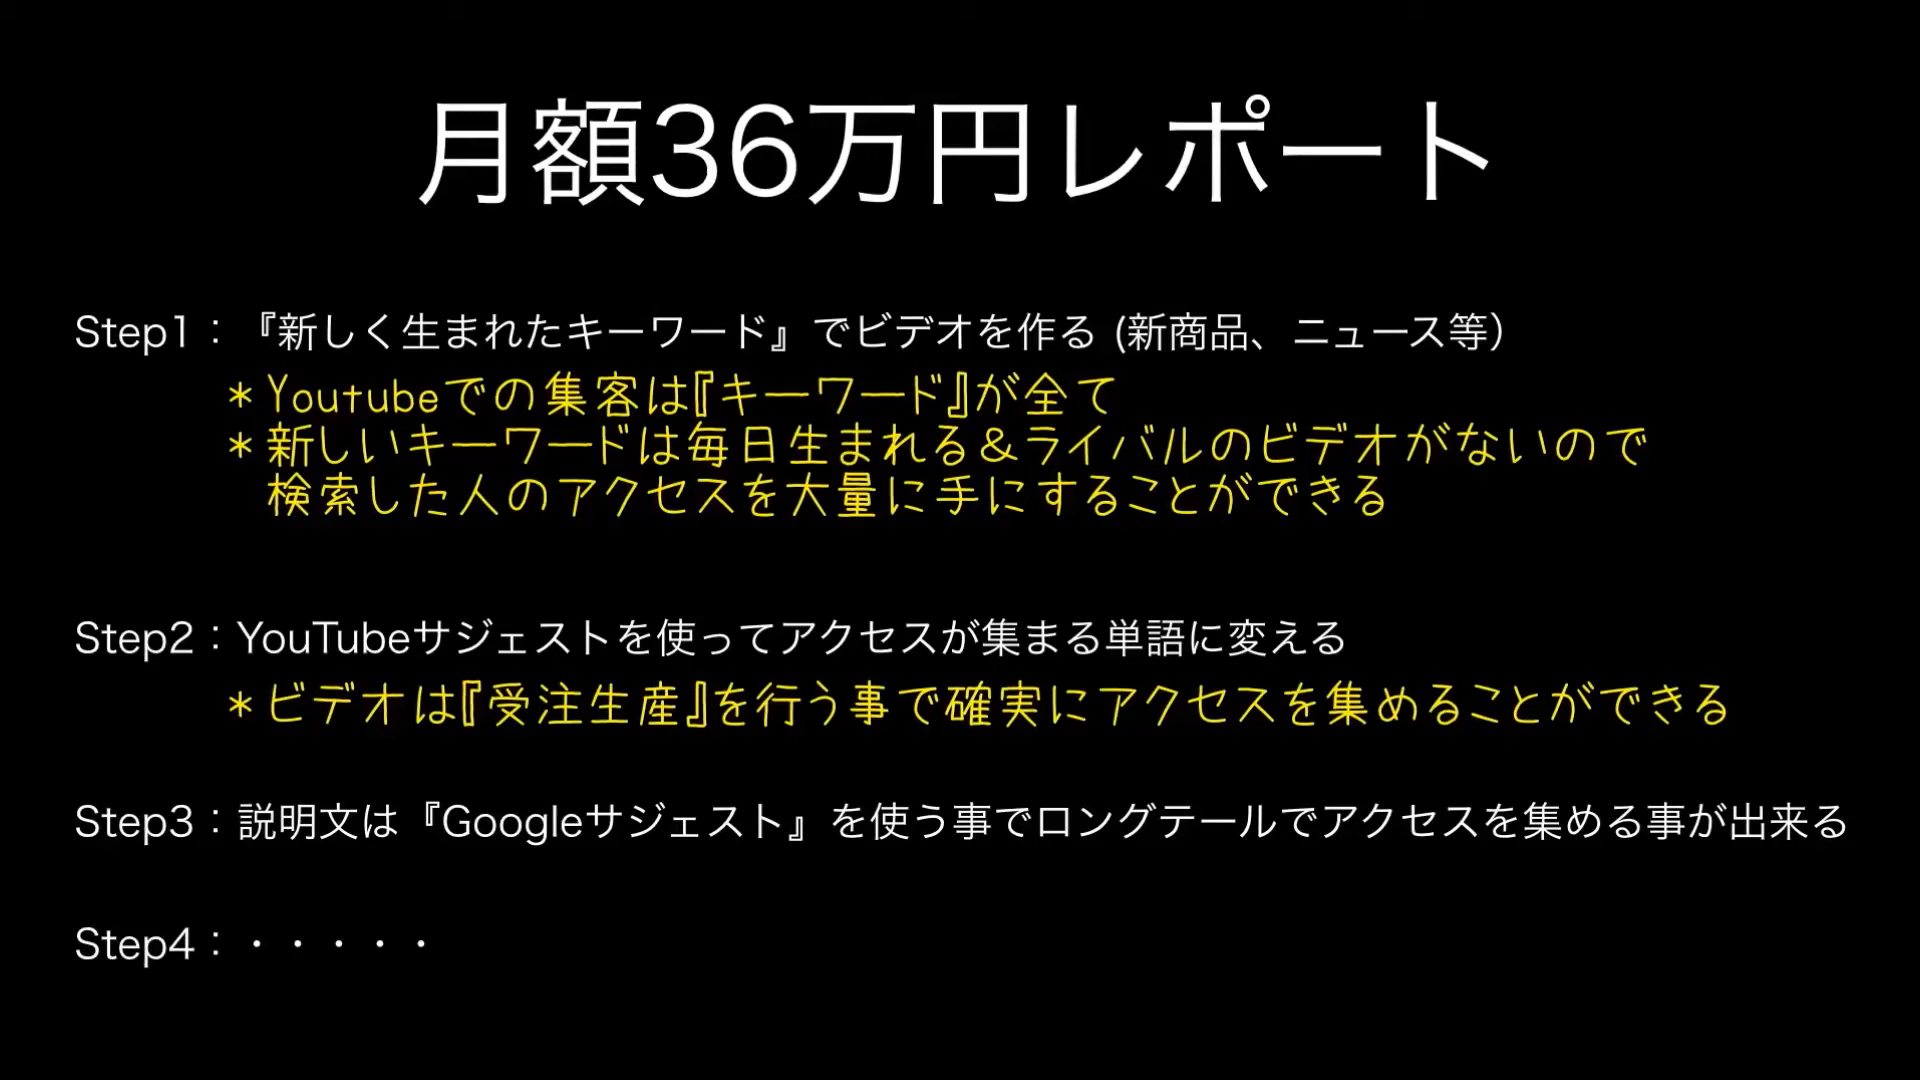 月額36万円レポート
Step1：『新しく生まれたキーワード』でビデオを作る (新商品、ニュース等）
＊Youtubeでの集客は『キーワード』が全て
＊新しいキーワードは毎日生まれる＆ライバルのビデオがないので
検索した人のアクセスを大量に手にすることができる
Step2：YouTubeサジェストを使ってアクセスが集まる単語に変える
＊ビデオは『受注生産』を行う事で確実にアクセスを集めることができる
Step3：説明文は『Googleサジェスト』を使う事でロングテールでアクセスを集める事が出来る
Step4：・・・・・